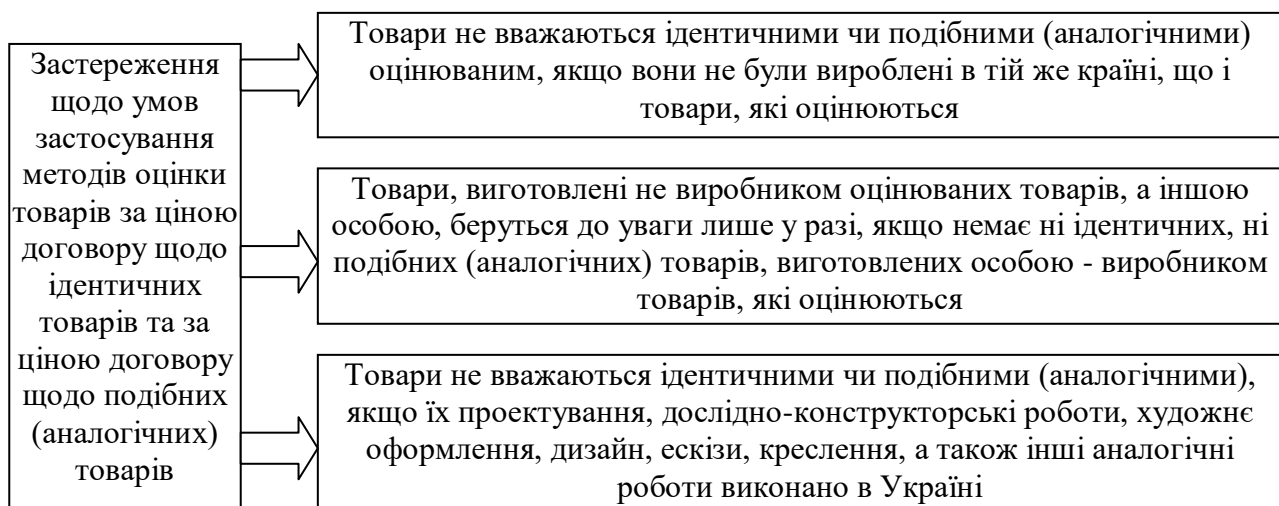 Застереження
щодо умов
застосування
методів оцінки
товарів за ціною
договору щодо
ідентичних
товарів та за
ціною договору
щодо подібних
(аналогічних)
товарів
Товари не вважаються ідентичними чи подібними (аналогічними)
оцінюваним, якщо вони не були вироблені в тій же країні, що і
товари, які оцінюються
Товари, виготовлені не виробником оцінюваних товарів, а іншою
особою, беруться до уваги лише у разі, якщо немає ні ідентичних, ні
подібних (аналогічних) товарів, виготовлених особою - виробником
товарів, які оцінюються
Товари не вважаються ідентичними чи подібними (аналогічними),
якщо їх проектування, дослідно-конструкторські роботи, художнє
оформлення, дизайн, ескізи, креслення, а також інші аналогічні
роботи виконано в Україні